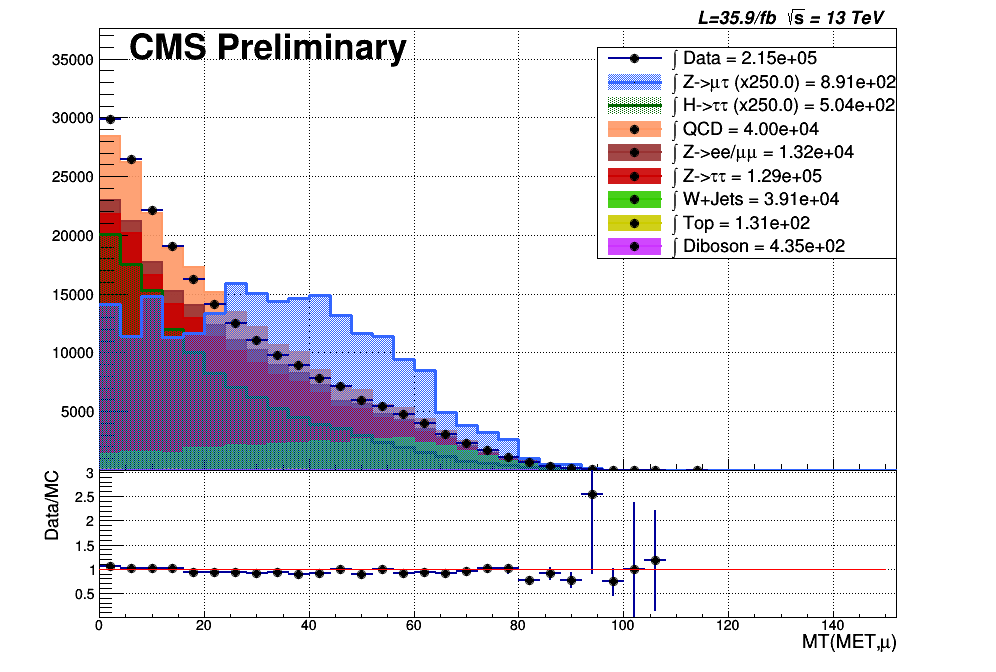 L=35.9/fb √s = 13 TeV
CMS Preliminary
∫ Data = 2.15e+05
∫ Z->μτ (x250.0) = 8.91e+02
∫ H->ττ (x250.0) = 5.04e+02
∫ QCD = 4.00e+04
∫ Z->ee/μμ = 1.32e+04
∫ Z->ττ = 1.29e+05
∫ W+Jets = 3.91e+04
∫ Top = 1.31e+02
∫ Diboson = 4.35e+02
35000
30000
25000
20000
15000
10000
5000
Data/MC
3
2.5
2
1.5
1
0.5
0 20 40 60 80 100 120 140
MT(MET,μ)